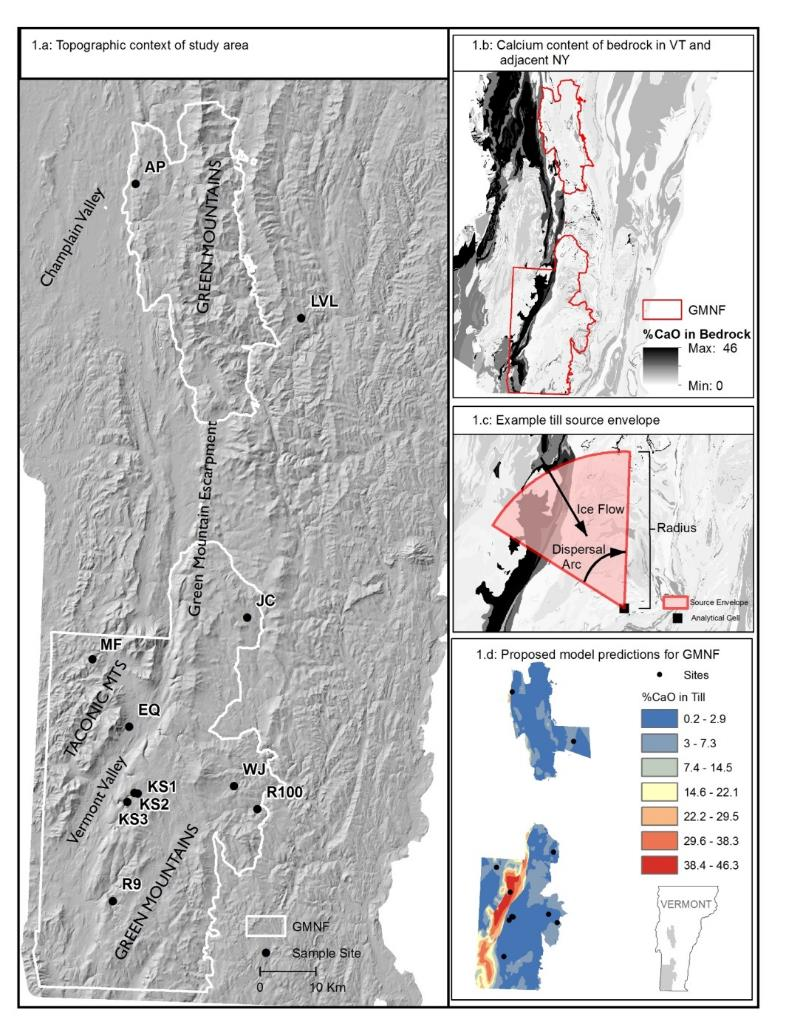 1.a: Topographic context of study area
AP
Champlain Valley
GREEN MOUNTAINS
LVL
Green Mountain Escarpment
JC
MF
TACONIC MTS
EQ
Vermont Valley
KS1
KS2
KS3
WJ
R100
R9
GREEN MOUNTAINS
GMNF
Sample Site
0 10 Km
1.b: Calcium content of bedrock in VT and
adjacent NY
GMNF
%CaO in Bedrock
Max: 46
Min: 0
1.c: Example till source envelope
Ice Flow
Dispersal
Arc
Radius
Source Envelope
Analytical Cell
1.d: Proposed model predictions for GMNF
Sites
%CaO in Till
0.2 - 2.9
3 - 7.3
7.4 - 14.5
14.6 - 22.1
22.2 - 29.5
29.6 - 38.3
38.4 - 46.3
VERMONT